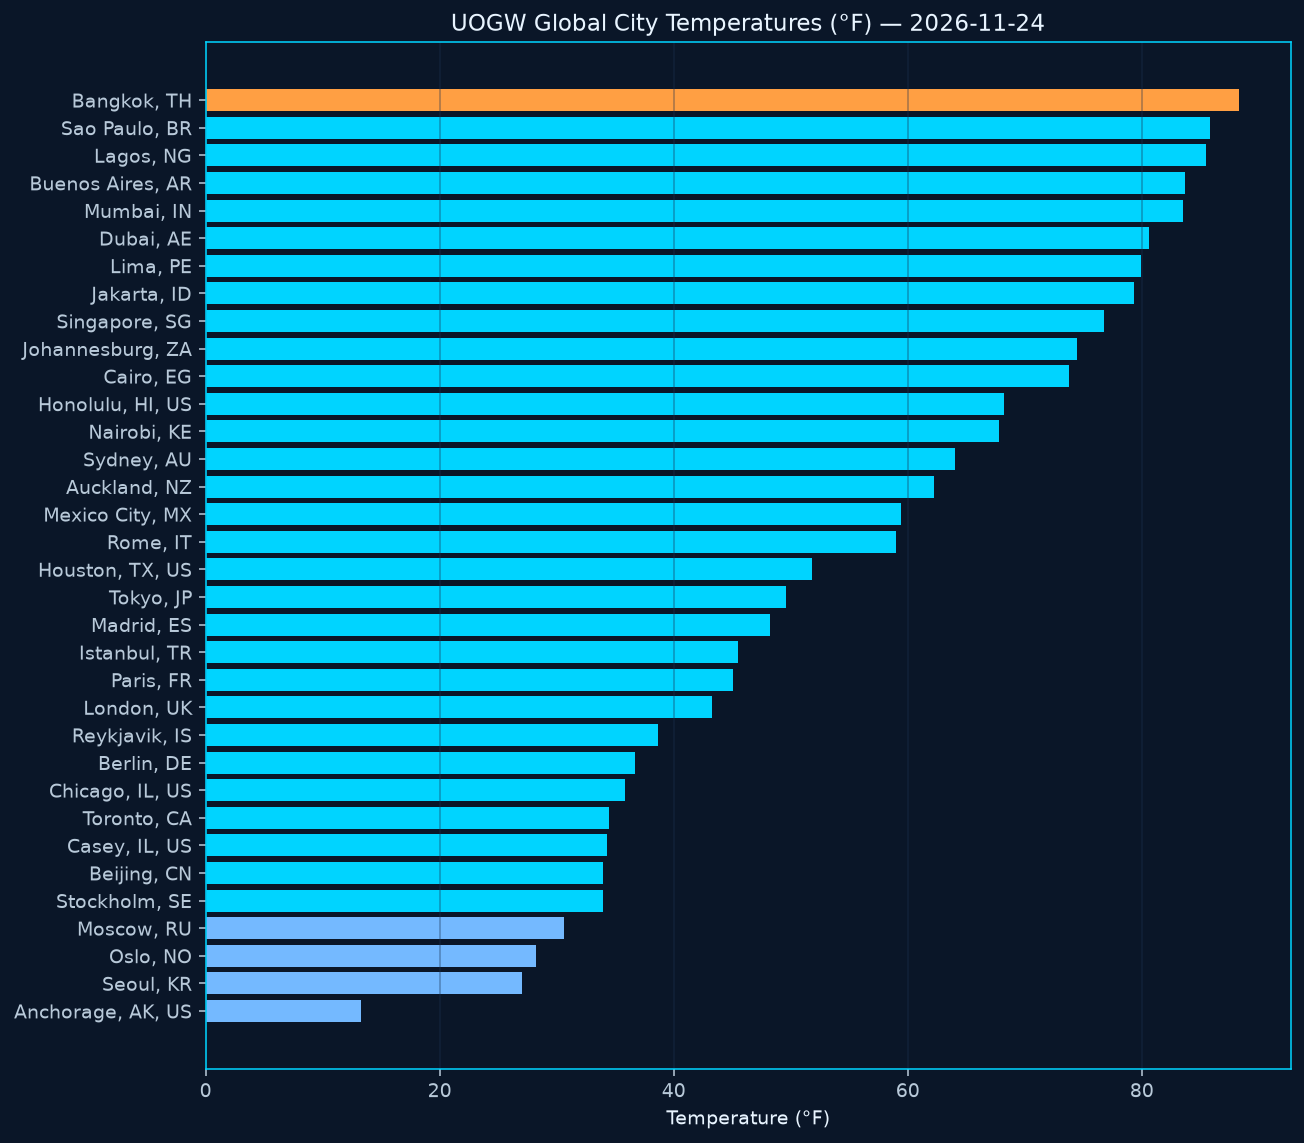 UOGW Global City Temperatures (°F) — 2026-11-24
Bangkok, TH
Sao Paulo, BR
Lagos, NG
Buenos Aires, AR
Mumbai, IN
Dubai, AE
Lima, PE
Jakarta, ID
Singapore, SG
Johannesburg, ZA
Cairo, EG
Honolulu, HI, US
Nairobi, KE
Sydney, AU
Auckland, NZ
Mexico City, MX
Rome, IT
Houston, TX, US
Tokyo, JP
Madrid, ES
Istanbul, TR
Paris, FR
London, UK
Reykjavik, IS
Berlin, DE
Chicago, IL, US
Toronto, CA
Casey, IL, US
Beijing, CN
Stockholm, SE
Moscow, RU
Oslo, NO
Seoul, KR
Anchorage, AK, US
0 20 40 60 80
Temperature (°F)